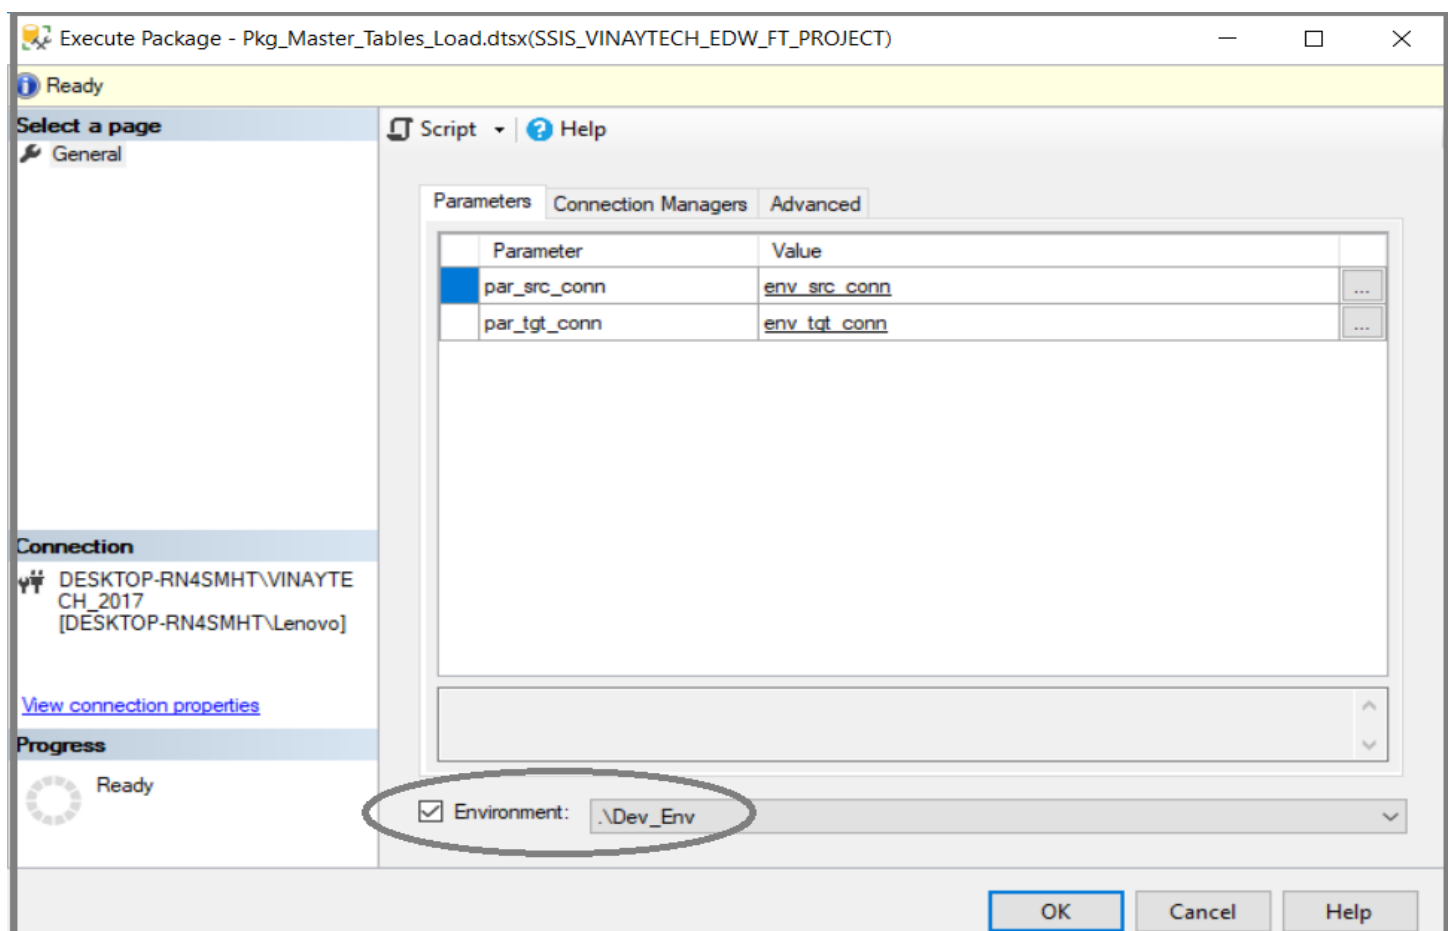 Execute Package - Pkg_Master_Tables_Load.dtsx(SSIS_VINAYTECH_EDW_FT_PROJECT)
Ready
Select a page
General
Script
Help
Parameters
Connection Managers
Advanced
Parameter
Value
par_src_conn
env_src_conn
...
par_tgt_conn
env_tgt_conn
...
Connection
DESKTOP-RN4SMHT\VINAYTE
CH_2017
[DESKTOP-RN4SMHT\Lenovo]
View connection properties
Progress
Ready
Environment:
.\Dev_Env
OK
Cancel
Help